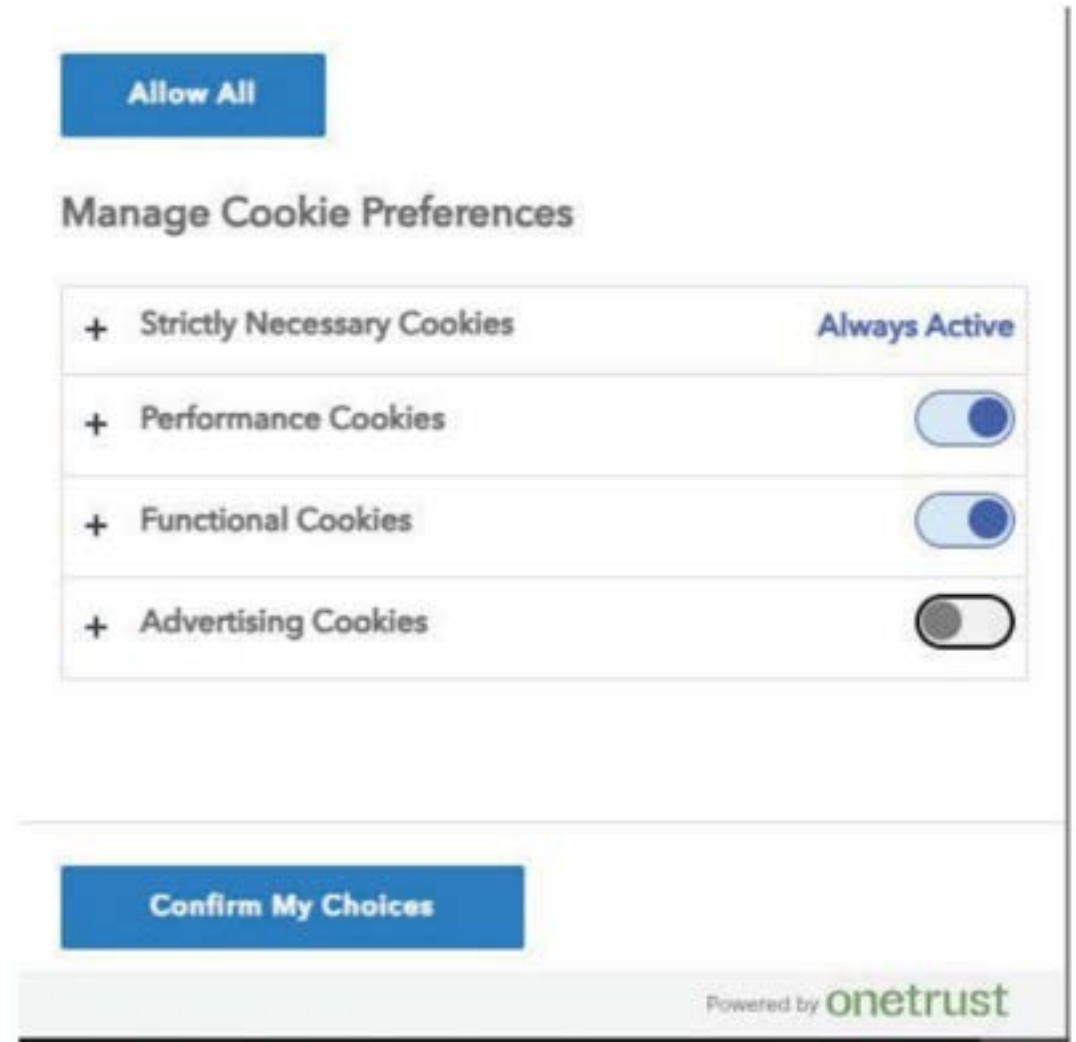 Allow All
Manage Cookie Preferences
+ Strictly Necessary Cookies Always Active
+ Performance Cookies
+ Functional Cookies
+ Advertising Cookies
Confirm My Choices
Powered by onetrust